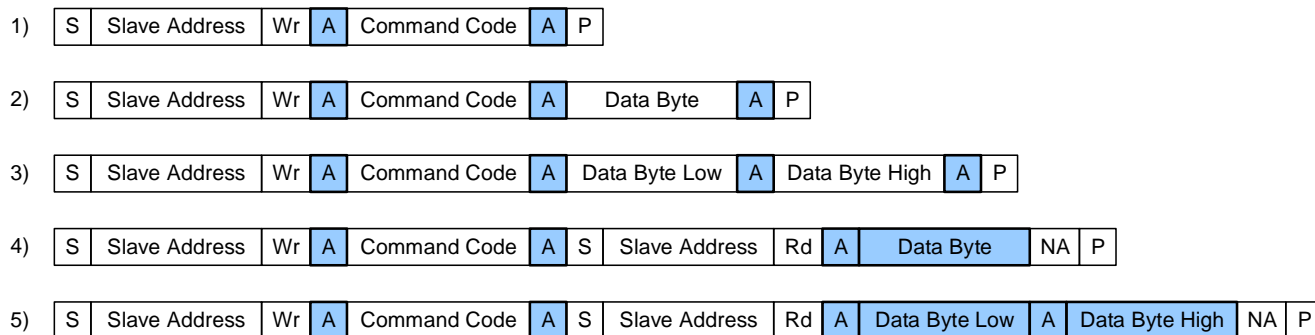 1) S Slave Address Wr A Command Code A P
2) S Slave Address Wr A Command Code A Data Byte A P
3) S Slave Address Wr A Command Code A Data Byte Low A Data Byte High A P
4) S Slave Address Wr A Command Code A S Slave Address Rd A Data Byte NA P
5) S Slave Address Wr A Command Code A S Slave Address Rd A Data Byte Low A Data Byte High NA P